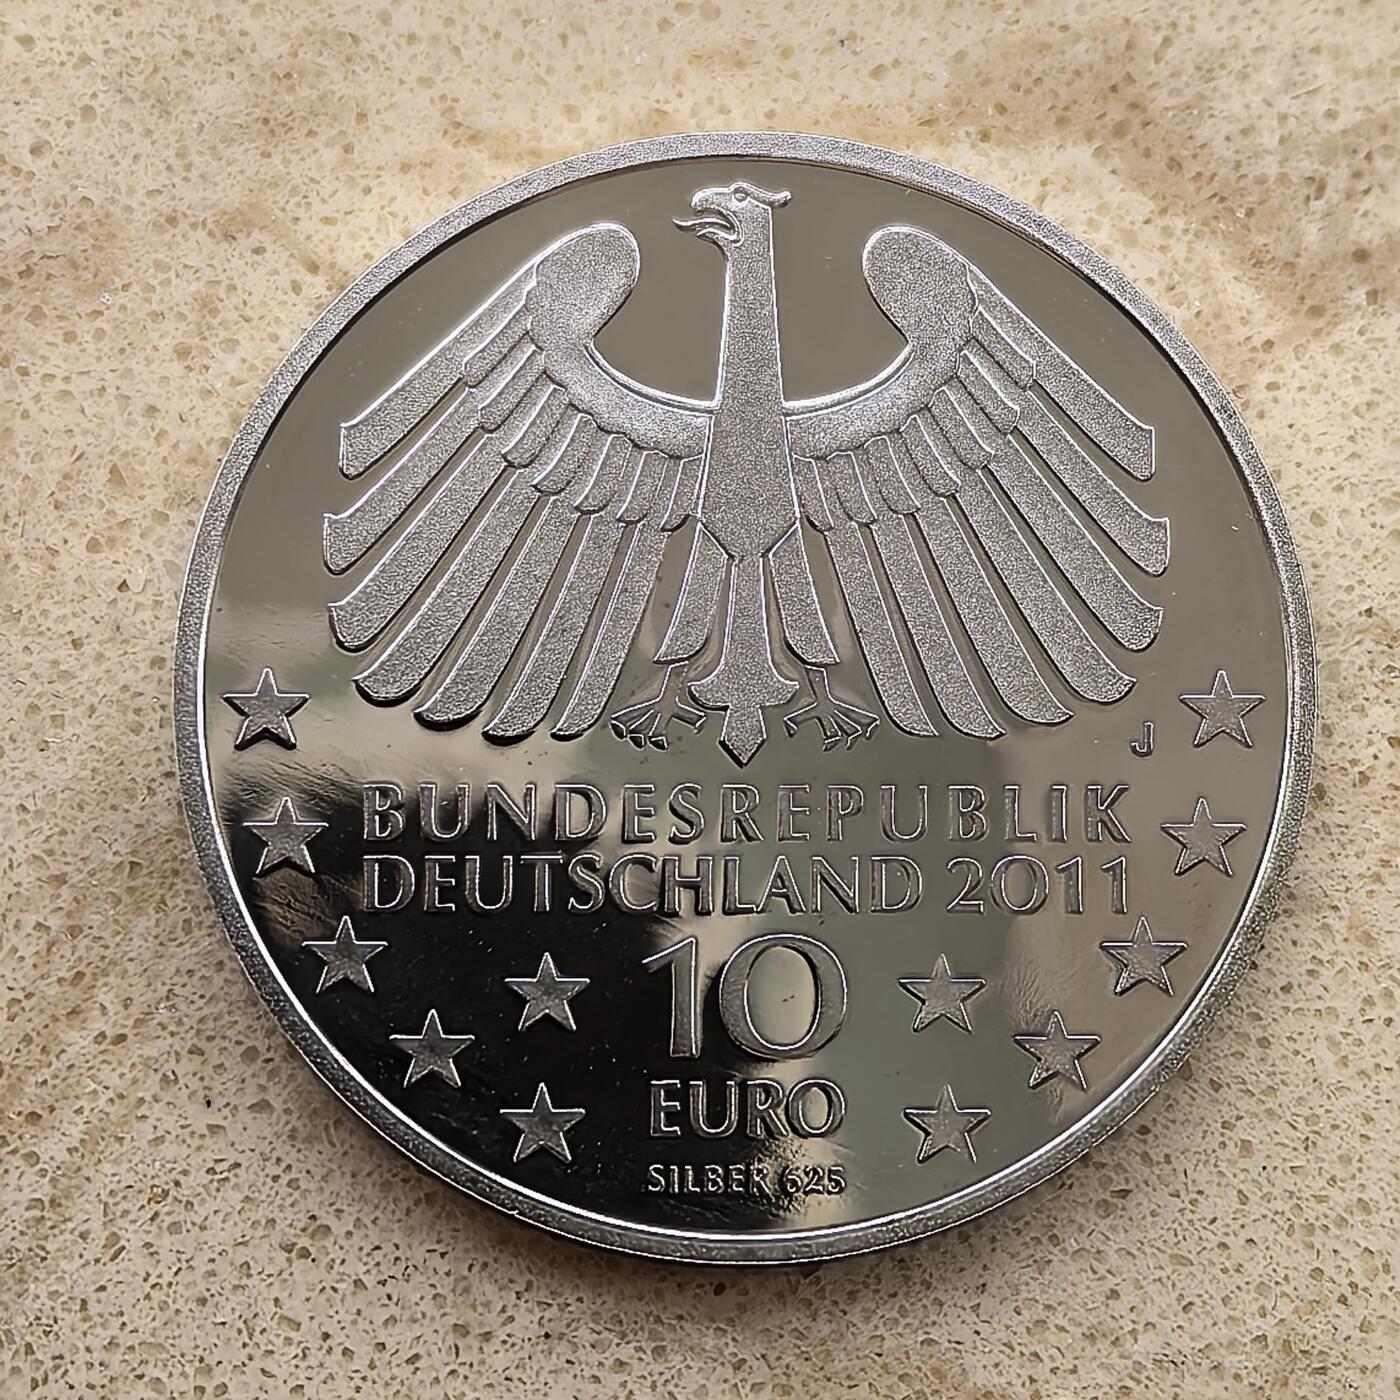 J
BUNDESREPUBLIK
DEUTSCHLAND 2011
10
EURO
SILBER 625